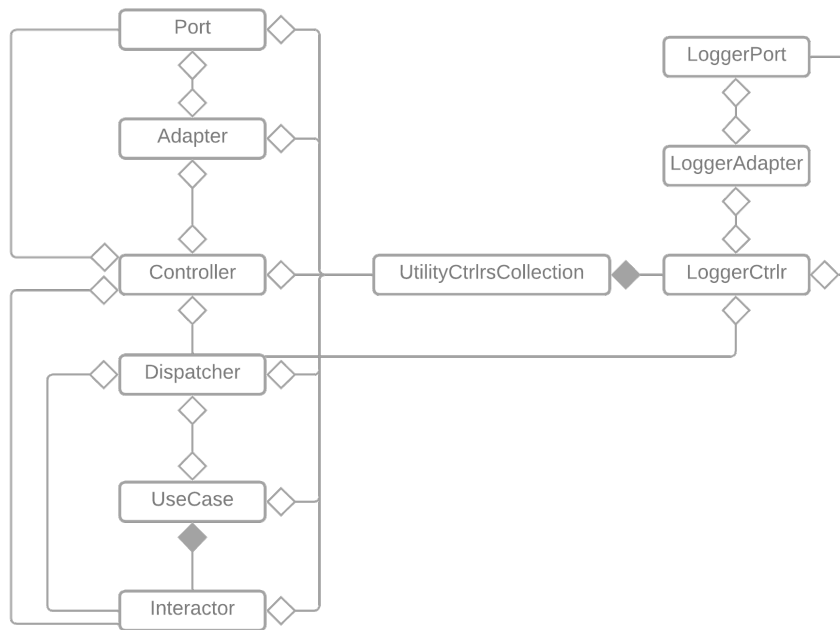 Port
LoggerPort
Adapter
LoggerAdapter
Controller
UtilityCtrlrsCollection
LoggerCtrlr
Dispatcher
UseCase
Interactor